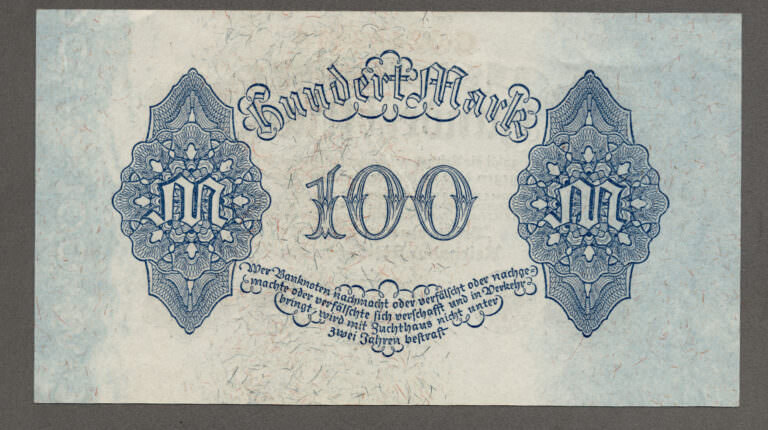 Hundert Mark
M 100 M
Wer Banknoten nachmacht oder verfälscht oder nachge-
machte oder verfälschte sich verschafft und in Verkehr
bringt, wird mit Zuchthaus nicht unter
zwei Jahren bestraft